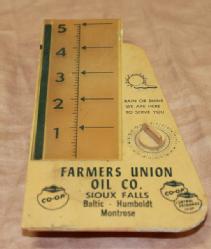 5
4
3
2
1
RAIN OR SHINE
WE ARE HERE
TO SERVE YOU
FARMERS UNION
OIL CO.
SIOUX FALLS
Baltic - Humboldt
Montrose
CO-OP
CO-OP